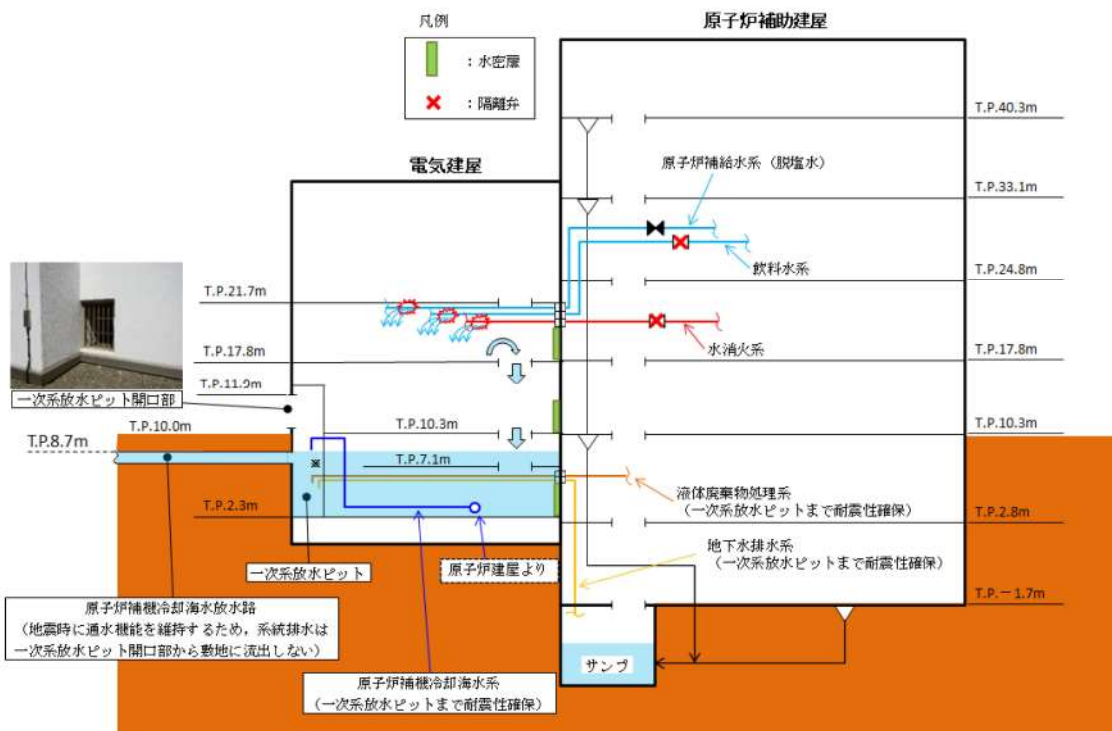 凡例
：水密扉
：隔離弁
原子炉補助建屋
電気建屋
T.P.40.3m
原子炉補給水系（脱塩水）
T.P.33.1m
飲料水系
T.P.24.8m
T.P.21.7m
水消火系
T.P.17.8m
T.P.17.8m
T.P.11.9m
一次系放水ピット開口部
T.P.10.0m
T.P.10.3m
T.P.10.3m
T.P.8.7m
※
T.P.7.1m
液体廃棄物処理系
（一次系放水ピットまで耐震性確保）
T.P.2.3m
T.P.2.8m
地下水排水系
（一次系放水ピットまで耐震性確保）
一次系放水ピット
原子炉建屋より
T.P.－1.7m
原子炉補機冷却海水放水路
（地震時に通水機能を維持するため，系統排水は
一次系放水ピット開口部から敷地に流出しない）
サンプ
原子炉補機冷却海水系
（一次系放水ピットまで耐震性確保）